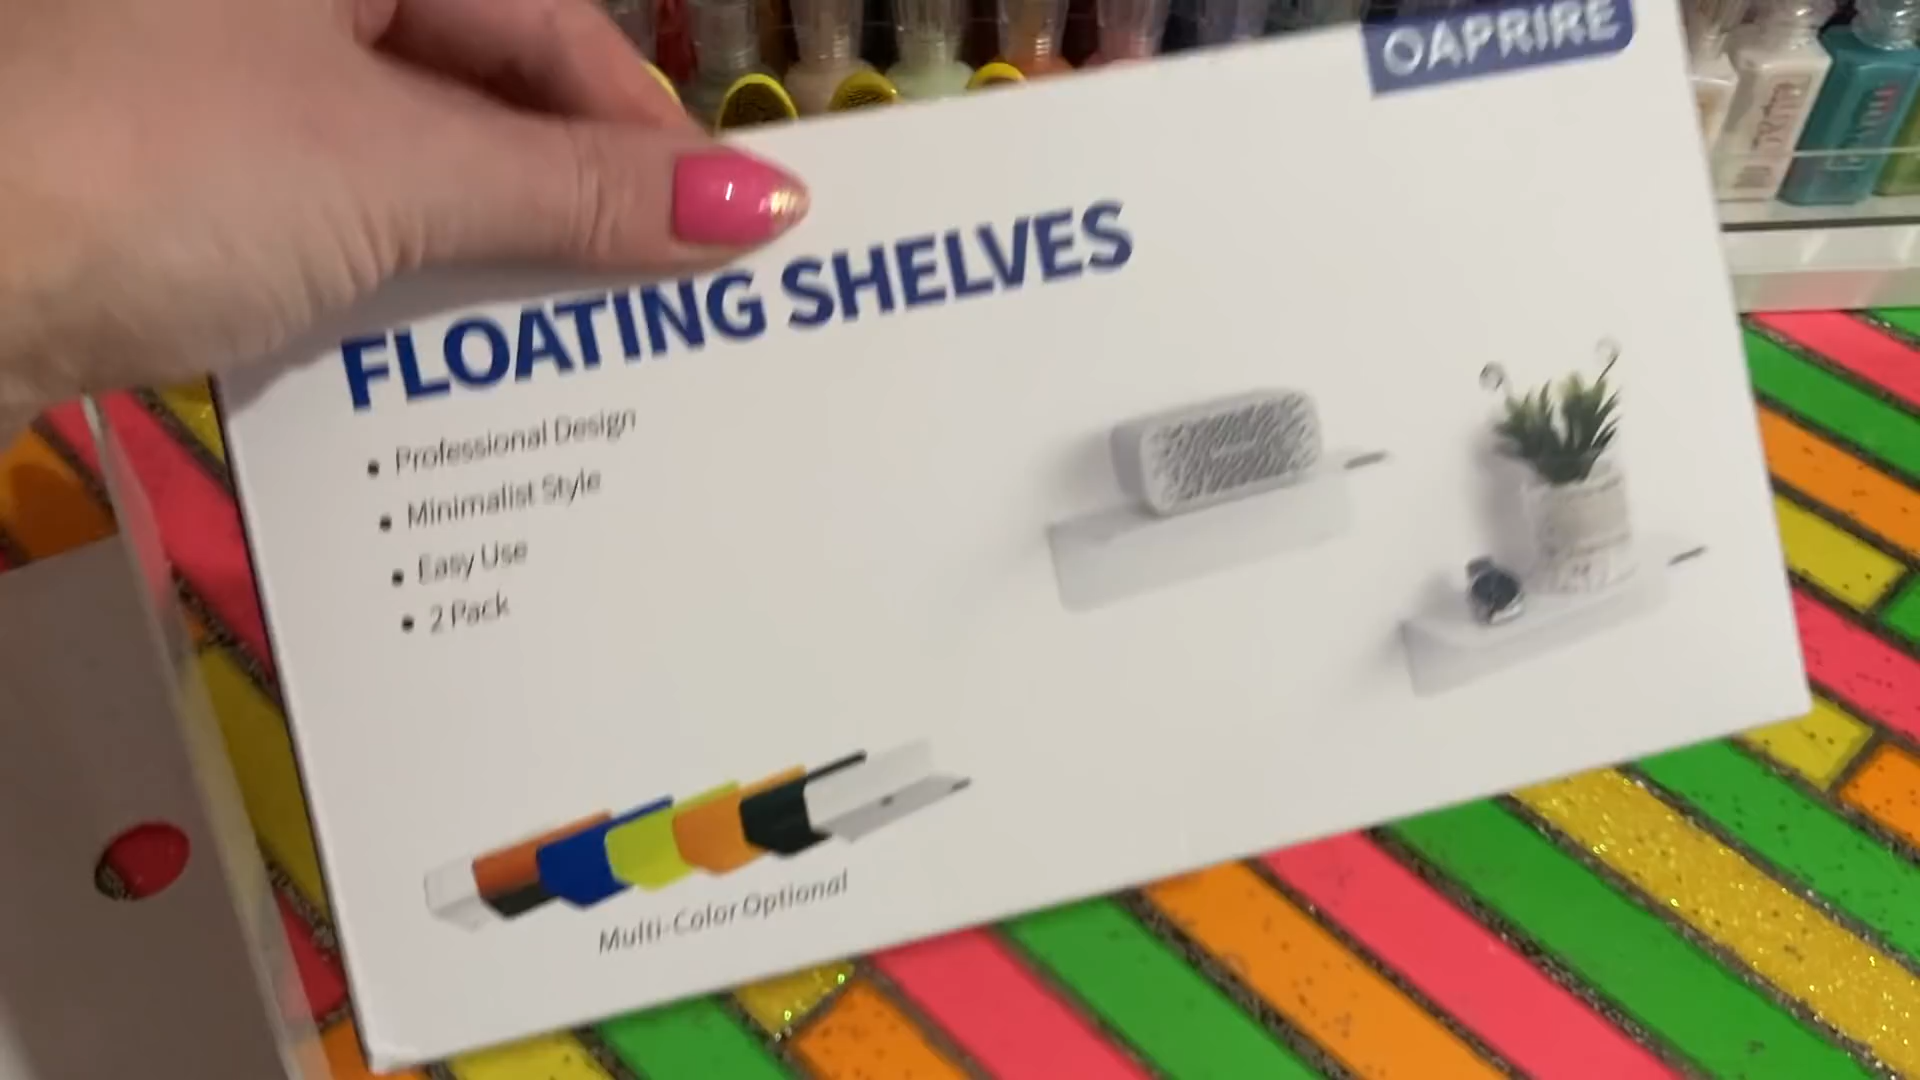 OAPRIRE
FLOATING SHELVES
• Professional Design
• Minimalist Style
• Easy Use
• 2 Pack
Multi-Color Optional